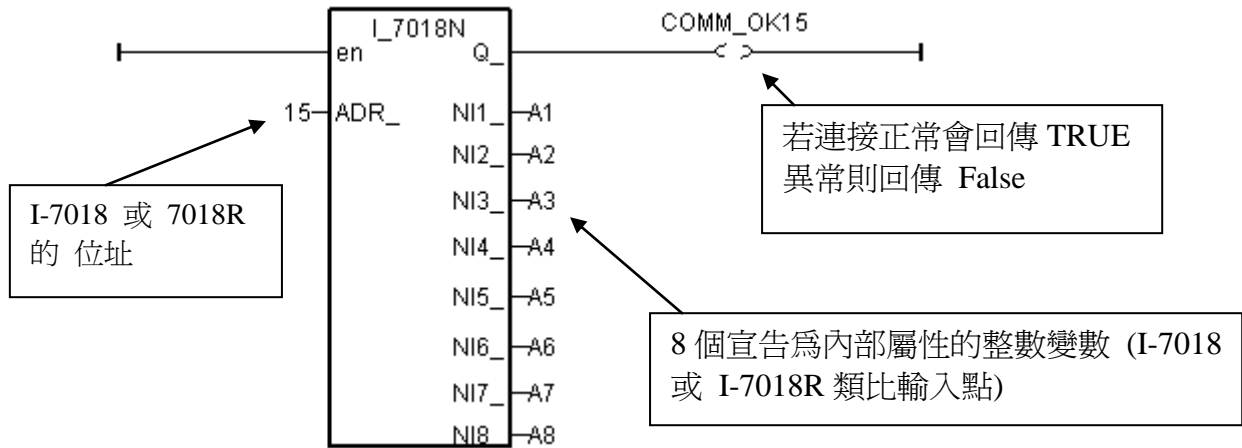 I_7018N
COMM_OK15
en Q_
15 ADR_ NI1_ A1
NI2_ A2
NI3_ A3
NI4_ A4
NI5_ A5
NI6_ A6
NI7_ A7
NI8_ A8
若連接正常會回傳 TRUE
異常則回傳 False
I-7018 或 7018R
的 位址
8 個宣告為內部屬性的整數變數 (I-7018
或 I-7018R 類比輸入點)